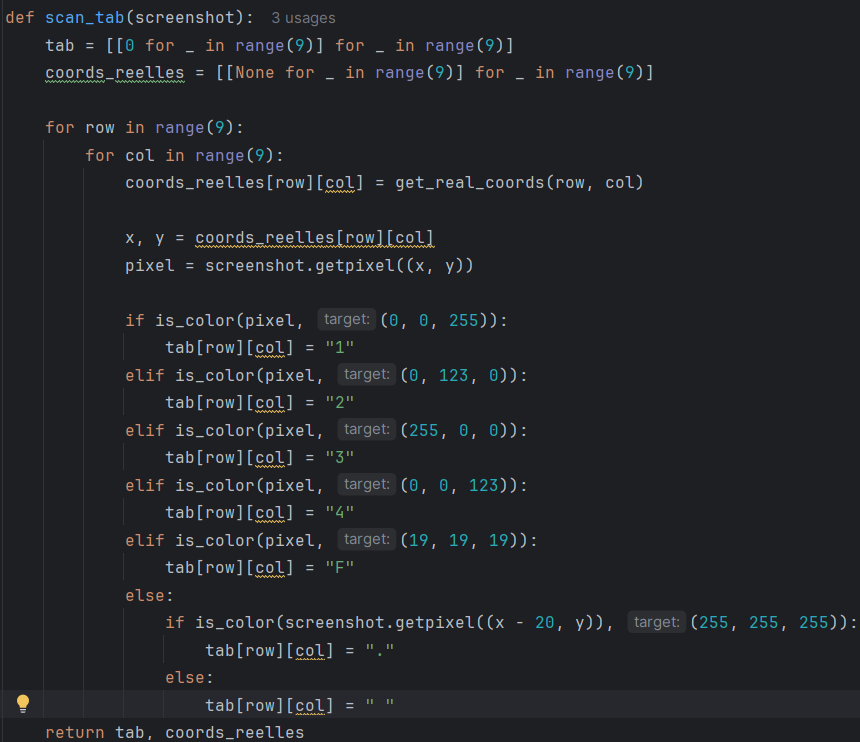 def scan_tab(screenshot): 3 usages
    tab = [[0 for _ in range(9)] for _ in range(9)]
    coords_reelles = [[None for _ in range(9)] for _ in range(9)]

    for row in range(9):
        for col in range(9):
            coords_reelles[row][col] = get_real_coords(row, col)

            x, y = coords_reelles[row][col]
            pixel = screenshot.getpixel((x, y))

            if is_color(pixel, target: (0, 0, 255)):
                tab[row][col] = "1"
            elif is_color(pixel, target: (0, 123, 0)):
                tab[row][col] = "2"
            elif is_color(pixel, target: (255, 0, 0)):
                tab[row][col] = "3"
            elif is_color(pixel, target: (0, 0, 123)):
                tab[row][col] = "4"
            elif is_color(pixel, target: (19, 19, 19)):
                tab[row][col] = "F"
            else:
                if is_color(screenshot.getpixel((x - 20, y)), target: (255, 255, 255)):
                    tab[row][col] = "."
                else:
                    tab[row][col] = " "
    return tab, coords_reelles